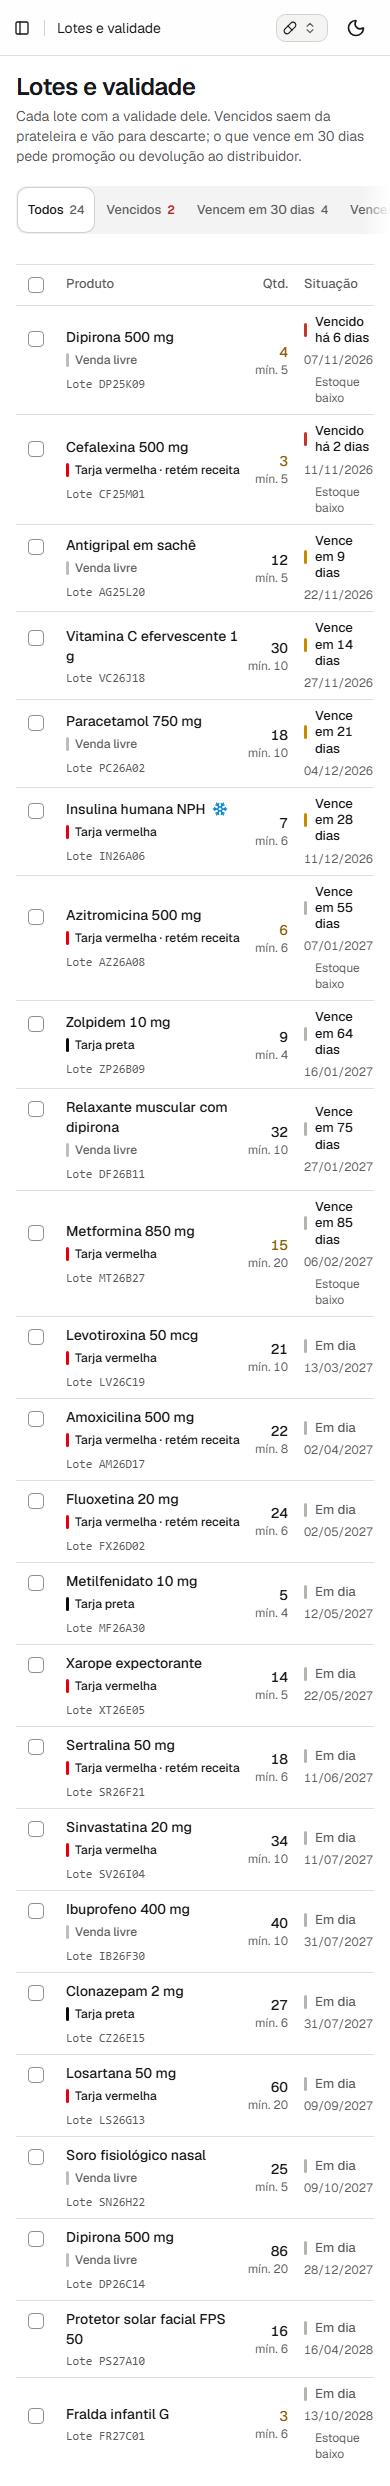 Lotes e validade
Lotes e validade
Cada lote com a validade dele. Vencidos saem da
prateleira e vão para descarte; o que vence em 30 dias
pede promoção ou devolução ao distribuidor.
Todos 24 Vencidos 2 Vencem em 30 dias 4 Vence
Produto Qtd. Situação
Dipirona 500 mg
Venda livre
Lote DP25K09
4
mín. 5
Vencido
há 6 dias
07/11/2026
Estoque
baixo
Cefalexina 500 mg
Tarja vermelha · retém receita
Lote CF25M01
3
mín. 5
Vencido
há 2 dias
11/11/2026
Estoque
baixo
Antigripal em sachê
Venda livre
Lote AG25L20
12
mín. 5
Vence
em 9
dias
22/11/2026
Vitamina C efervescente 1
g
Lote VC26J18
30
mín. 10
Vence
em 14
dias
27/11/2026
Paracetamol 750 mg
Venda livre
Lote PC26A02
18
mín. 10
Vence
em 21
dias
04/12/2026
Insulina humana NPH
Tarja vermelha
Lote IN26A06
7
mín. 6
Vence
em 28
dias
11/12/2026
Azitromicina 500 mg
Tarja vermelha · retém receita
Lote AZ26A08
6
mín. 6
Vence
em 55
dias
07/01/2027
Estoque
baixo
Zolpidem 10 mg
Tarja preta
Lote ZP26B09
9
mín. 4
Vence
em 64
dias
16/01/2027
Relaxante muscular com
dipirona
Venda livre
Lote DF26B11
32
mín. 10
Vence
em 75
dias
27/01/2027
Metformina 850 mg
Tarja vermelha
Lote MT26B27
15
mín. 20
Vence
em 85
dias
06/02/2027
Estoque
baixo
Levotiroxina 50 mcg
Tarja vermelha
Lote LV26C19
21
mín. 10
Em dia
13/03/2027
Amoxicilina 500 mg
Tarja vermelha · retém receita
Lote AM26D17
22
mín. 8
Em dia
02/04/2027
Fluoxetina 20 mg
Tarja vermelha · retém receita
Lote FX26D02
24
mín. 6
Em dia
02/05/2027
Metilfenidato 10 mg
Tarja preta
Lote MF26A30
5
mín. 4
Em dia
12/05/2027
Xarope expectorante
Tarja vermelha
Lote XT26E05
14
mín. 5
Em dia
22/05/2027
Sertralina 50 mg
Tarja vermelha · retém receita
Lote SR26F21
18
mín. 6
Em dia
11/06/2027
Sinvastatina 20 mg
Tarja vermelha
Lote SV26I04
34
mín. 10
Em dia
11/07/2027
Ibuprofeno 400 mg
Venda livre
Lote IB26F30
40
mín. 10
Em dia
31/07/2027
Clonazepam 2 mg
Tarja preta
Lote CZ26E15
27
mín. 6
Em dia
31/07/2027
Losartana 50 mg
Tarja vermelha
Lote LS26G13
60
mín. 20
Em dia
09/09/2027
Soro fisiológico nasal
Venda livre
Lote SN26H22
25
mín. 5
Em dia
09/10/2027
Dipirona 500 mg
Venda livre
Lote DP26C14
86
mín. 20
Em dia
28/12/2027
Protetor solar facial FPS
50
Lote PS27A10
16
mín. 6
Em dia
16/04/2028
Fralda infantil G
Lote FR27C01
3
mín. 6
Em dia
13/10/2028
Estoque
baixo